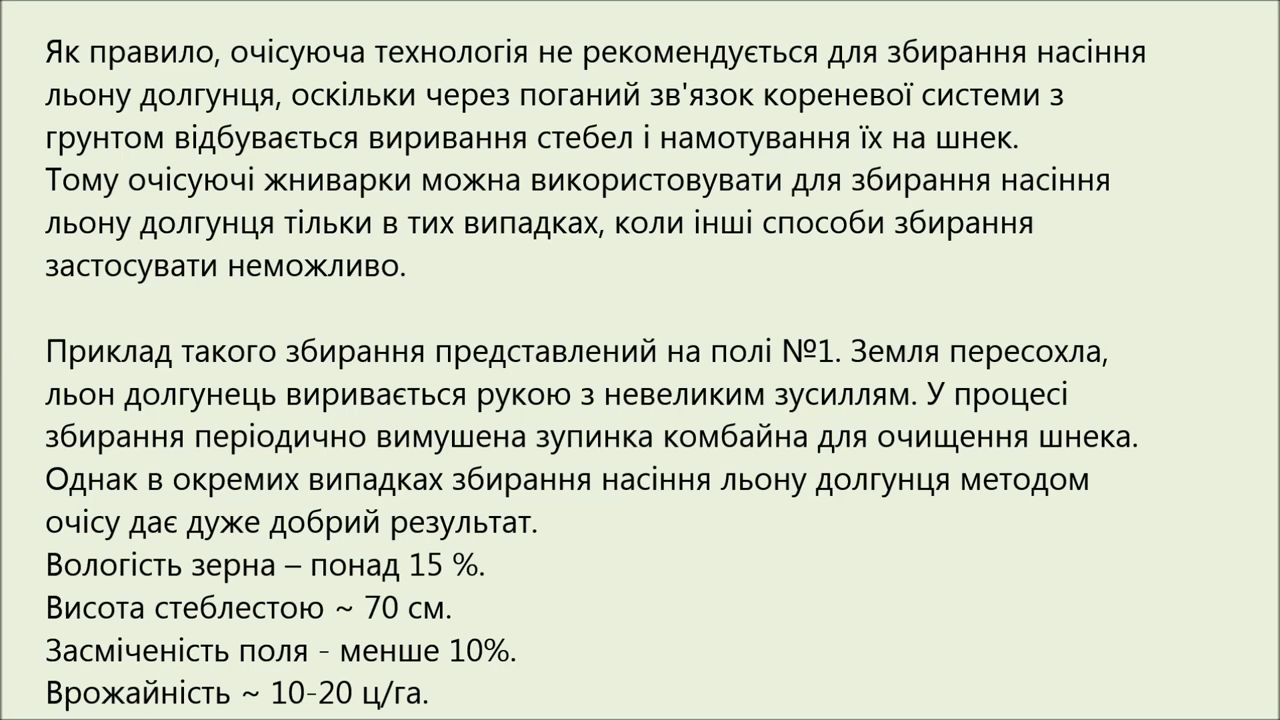 Як правило, очісуюча технологія не рекомендується для збирання насіння
льону долгунця, оскільки через поганий зв'язок кореневої системи з
грунтом відбувається виривання стебел і намотування їх на шнек.
Тому очісуючі жниварки можна використовувати для збирання насіння
льону долгунця тільки в тих випадках, коли інші способи збирання
застосувати неможливо.
Приклад такого збирання представлений на полі №1. Земля пересохла,
льон долгунець виривається рукою з невеликим зусиллям. У процесі
збирання періодично вимушена зупинка комбайна для очищення шнека.
Однак в окремих випадках збирання насіння льону долгунця методом
очісу дає дуже добрий результат.
Вологість зерна – понад 15 %.
Висота стеблестою ~ 70 см.
Засміченість поля - менше 10%.
Врожайність ~ 10-20 ц/га.